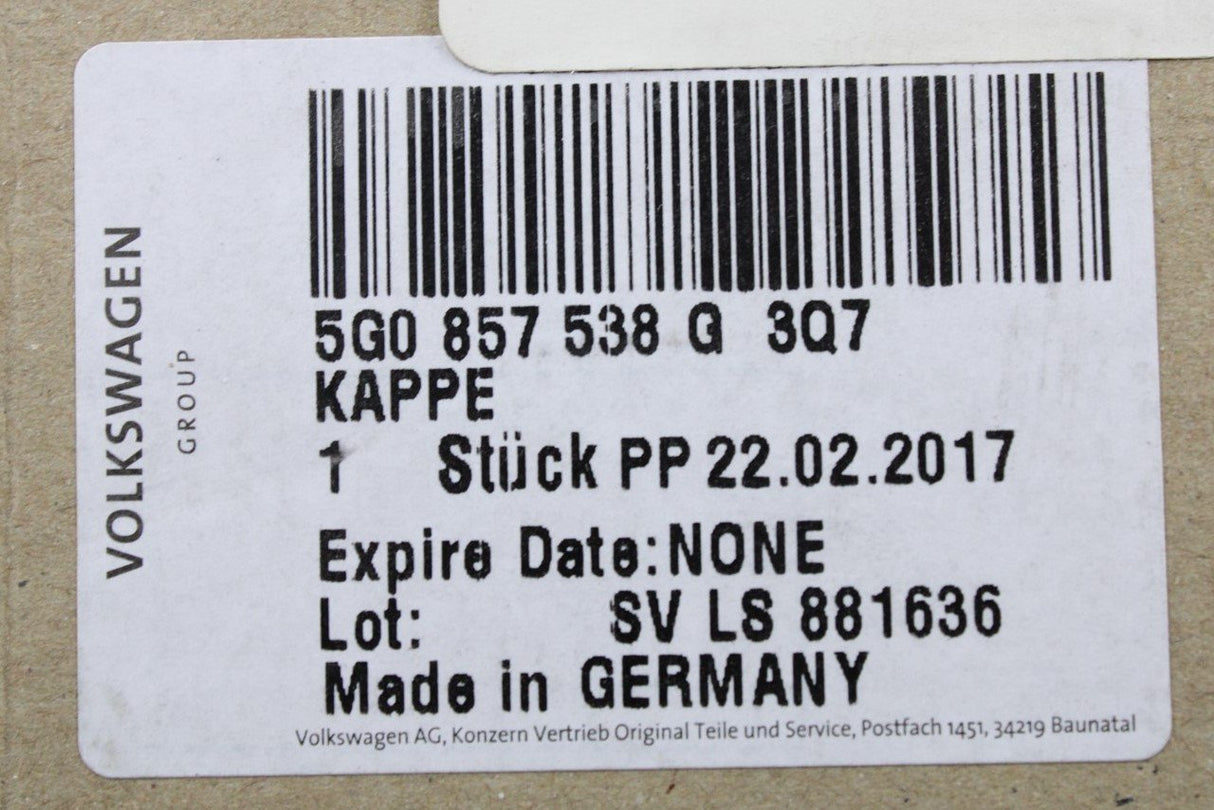 VOLKSWAGEN
GROUP
5G0 857 538 G 3Q7
KAPPE
1 Stück PP 22.02.2017
Expire Date:NONE
Lot: SV LS 881636
Made in GERMANY
Volkswagen AG, Konzern Vertrieb Original Teile und Service, Postfach 1451, 34219 Baunatal